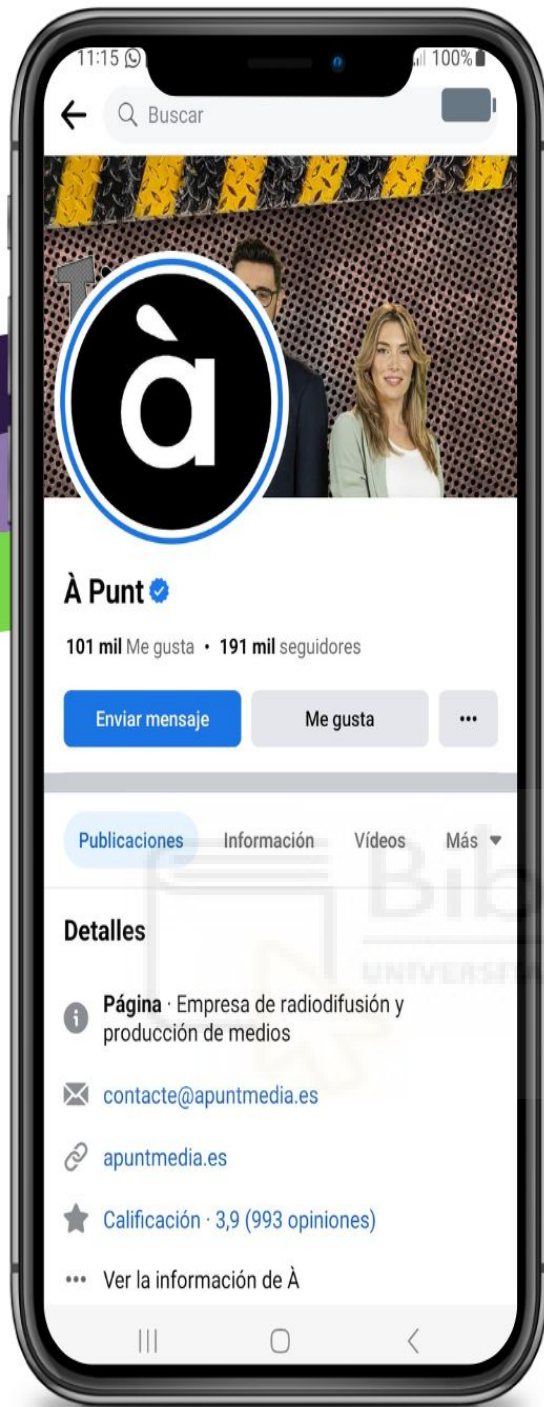 11:15
100%
Buscar
à
À Punt
101 mil Me gusta • 191 mil seguidores
Enviar mensaje
Me gusta
Publicaciones
Información
Vídeos
Más
Detalles
Página · Empresa de radiodifusión y
producción de medios
contacte@apuntmedia.es
apuntmedia.es
Calificación · 3,9 (993 opiniones)
Ver la información de À
Bib